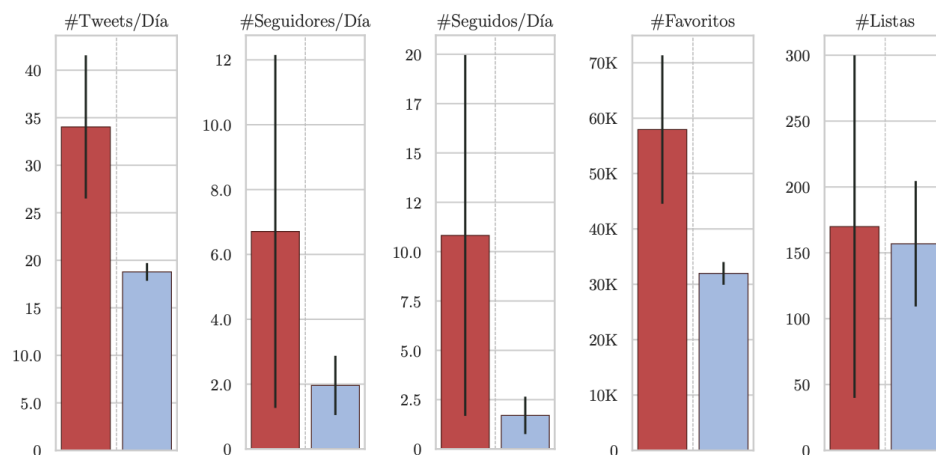 #Tweets/Día
40
35
30
25
20
15
10.0
5.0
0
#Seguidores/Día
12
10.0
8.0
6.0
4.0
2.0
0
#Seguidos/Día
20
17
15
12
10.0
7.5
5.0
2.5
0
#Favoritos
70K
60K
50K
40K
30K
20K
10K
0
#Listas
300
250
200
150
100
50
0